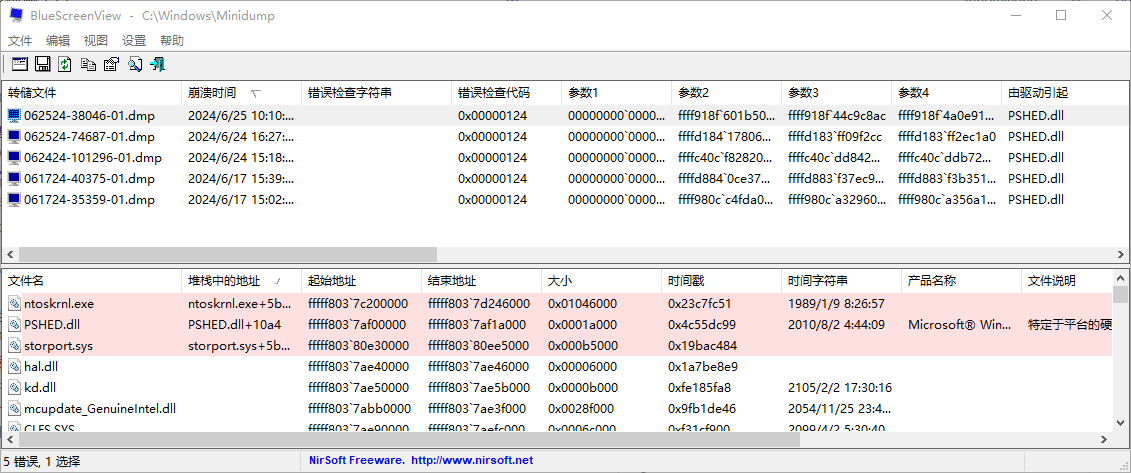 BlueScreenView - C:\Windows\Minidump
文件 编辑 视图 设置 帮助
转储文件 崩溃时间 错误检查字符串 错误检查代码 参数1 参数2 参数3 参数4 由驱动引起
062524-38046-01.dmp 2024/6/25 10:10:... 0x00000124 00000000`0000... ffff918f`601b50... ffff918f`44c9c8ac ffff918f`4a0e91... PSHED.dll
062524-74687-01.dmp 2024/6/24 16:27:... 0x00000124 00000000`0000... ffffd184`17806... ffffd183`ff09f2cc ffffd183`ff2ec1a0 PSHED.dll
062424-101296-01.dmp 2024/6/24 15:18:... 0x00000124 00000000`0000... ffffc40c`f82820... ffffc40c`dd842... ffffc40c`ddb72... PSHED.dll
061724-40375-01.dmp 2024/6/17 15:39:... 0x00000124 00000000`0000... ffffd884`0ce37... ffffd883`f37ec9... ffffd883`f3b351... PSHED.dll
061724-35359-01.dmp 2024/6/17 15:02:... 0x00000124 00000000`0000... ffff980c`c4fda0... ffff980c`a32960... ffff980c`a356a1... PSHED.dll
文件名 堆栈中的地址 起始地址 结束地址 大小 时间戳 时间字符串 产品名称 文件说明
ntoskrnl.exe ntoskrnl.exe+5b... fffff803`7c200000 fffff803`7d246000 0x01046000 0x23c7fc51 1989/1/9 8:26:57
PSHED.dll PSHED.dll+10a4 fffff803`7af00000 fffff803`7af1a000 0x0001a000 0x4c55dc99 2010/8/2 4:44:09 Microsoft® Win... 特定于平台的硬
storport.sys storport.sys+5b... fffff803`80e30000 fffff803`80ee5000 0x000b5000 0x19bac484
hal.dll fffff803`7ae40000 fffff803`7ae46000 0x00006000 0x1a7be8e9
kd.dll fffff803`7ae50000 fffff803`7ae5b000 0x0000b000 0xfe185fa8 2105/2/2 17:30:16
mcupdate_GenuineIntel.dll fffff803`7abb0000 fffff803`7ae3f000 0x0028f000 0x9fb1de46 2054/11/25 23:4...
CLFS.SYS fffff803`7ae90000 fffff803`7aefc000 0x0006c000 0xf31cf900 2099/4/2 5:30:40
5 错误, 1 选择 NirSoft Freeware. http://www.nirsoft.net